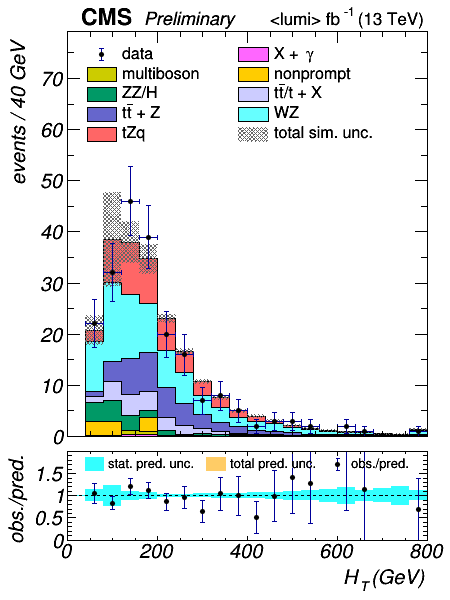 CMS Preliminary <lumi> fb⁻¹ (13 TeV)
events / 40 GeV
70
60
50
40
30
20
10
0
data
multiboson
ZZ/H
tt̄ + Z
tZq
X + γ
nonprompt
tt̄/t + X
WZ
total sim. unc.
obs./pred.
1.5
1
0.5
0
stat. pred. unc. total pred. unc. obs./pred.
0 200 400 600 800
H_T (GeV)